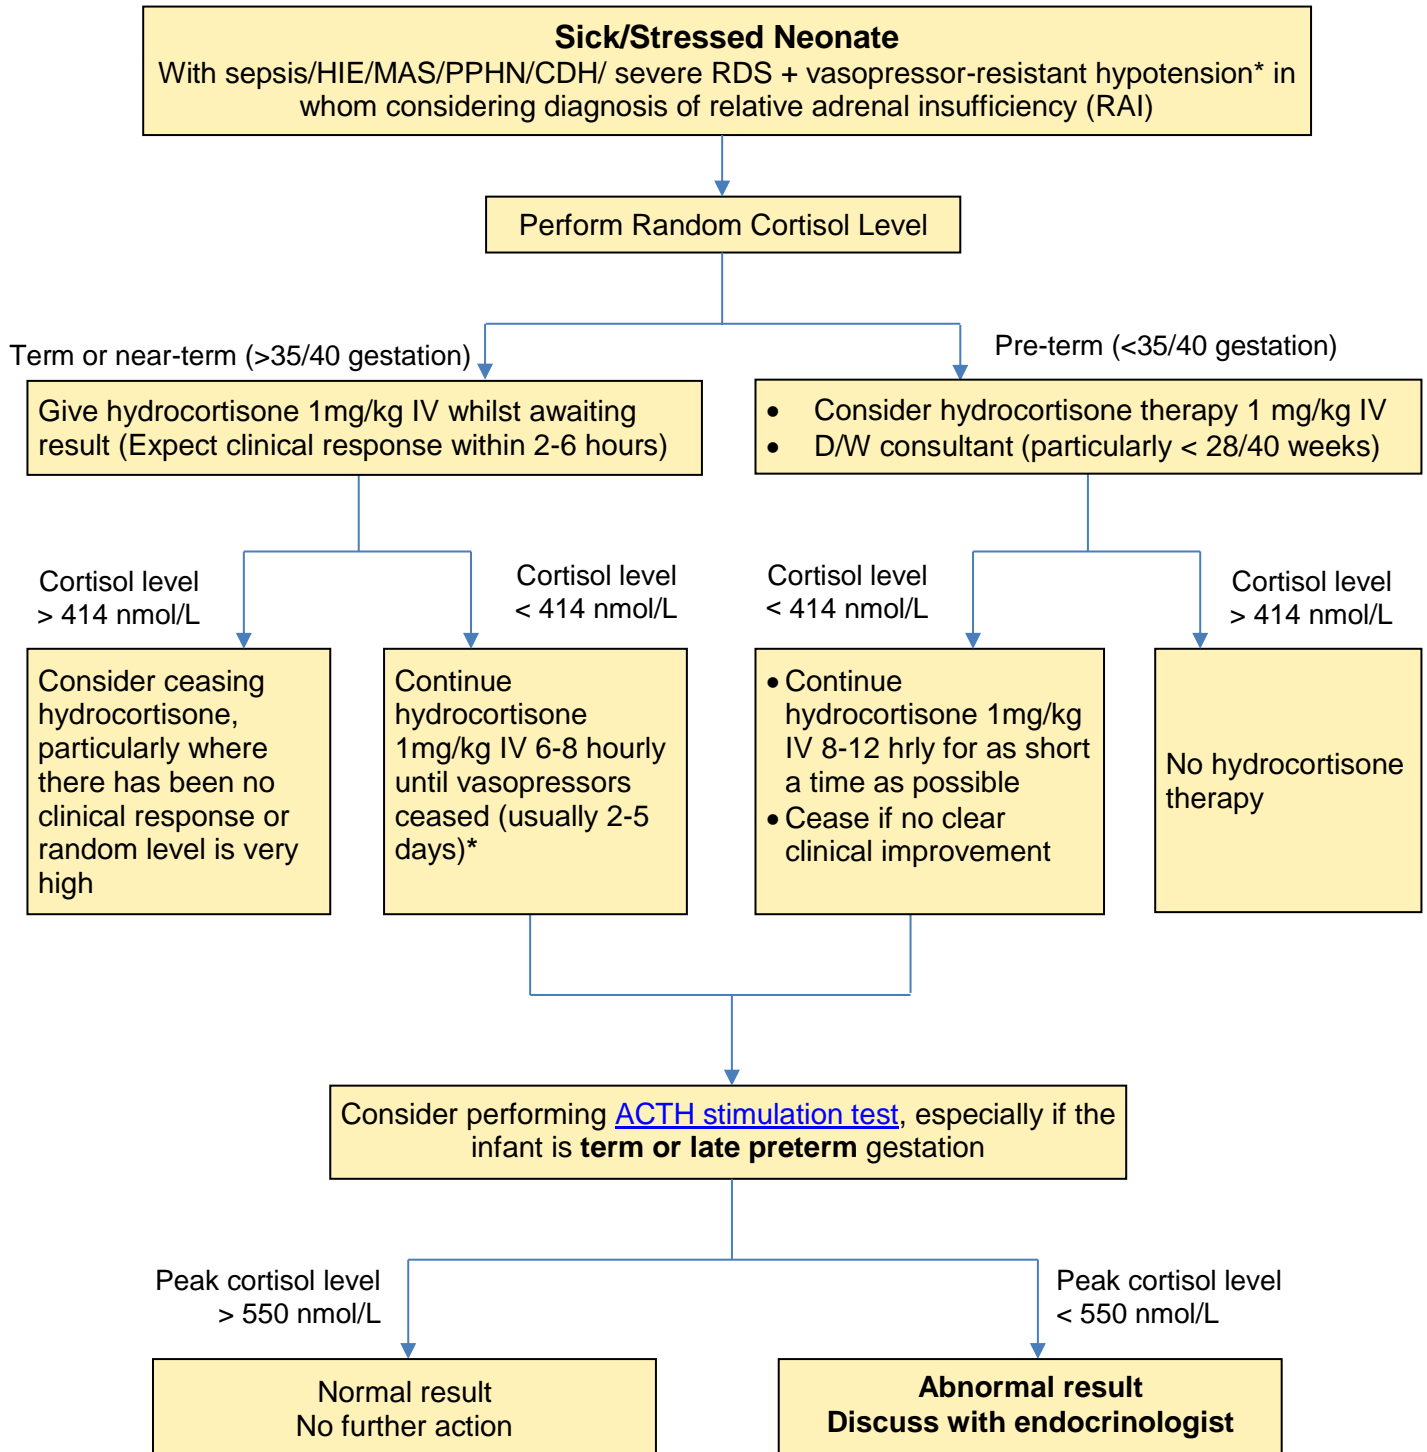 Sick/Stressed Neonate
With sepsis/HIE/MAS/PPHN/CDH/ severe RDS + vasopressor-resistant hypotension* in
whom considering diagnosis of relative adrenal insufficiency (RAI)
Perform Random Cortisol Level
Term or near-term (>35/40 gestation)
Pre-term (<35/40 gestation)
Give hydrocortisone 1mg/kg IV whilst awaiting
result (Expect clinical response within 2-6 hours)
• Consider hydrocortisone therapy 1 mg/kg IV
• D/W consultant (particularly < 28/40 weeks)
Cortisol level
> 414 nmol/L
Cortisol level
< 414 nmol/L
Cortisol level
< 414 nmol/L
Cortisol level
> 414 nmol/L
Consider ceasing
hydrocortisone,
particularly where
there has been no
clinical response or
random level is very
high
Continue
hydrocortisone
1mg/kg IV 6-8 hourly
until vasopressors
ceased (usually 2-5
days)*
• Continue
hydrocortisone 1mg/kg
IV 8-12 hrly for as short
a time as possible
• Cease if no clear
clinical improvement
No hydrocortisone
therapy
Consider performing ACTH stimulation test, especially if the
infant is term or late preterm gestation
Peak cortisol level
> 550 nmol/L
Peak cortisol level
< 550 nmol/L
Normal result
No further action
Abnormal result
Discuss with endocrinologist